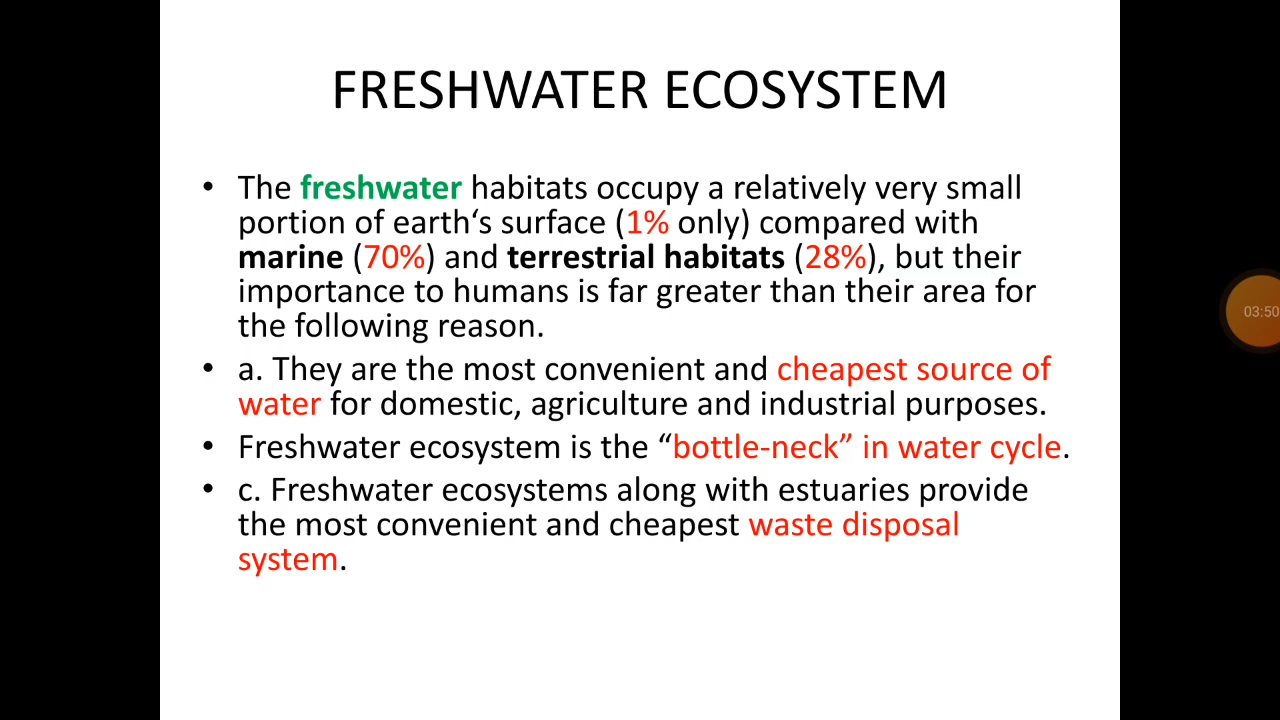 FRESHWATER ECOSYSTEM
• The freshwater habitats occupy a relatively very small
portion of earth‘s surface (1% only) compared with
marine (70%) and terrestrial habitats (28%), but their
importance to humans is far greater than their area for
the following reason.
• a. They are the most convenient and cheapest source of
water for domestic, agriculture and industrial purposes.
• Freshwater ecosystem is the “bottle-neck” in water cycle.
• c. Freshwater ecosystems along with estuaries provide
the most convenient and cheapest waste disposal
system.
03:50